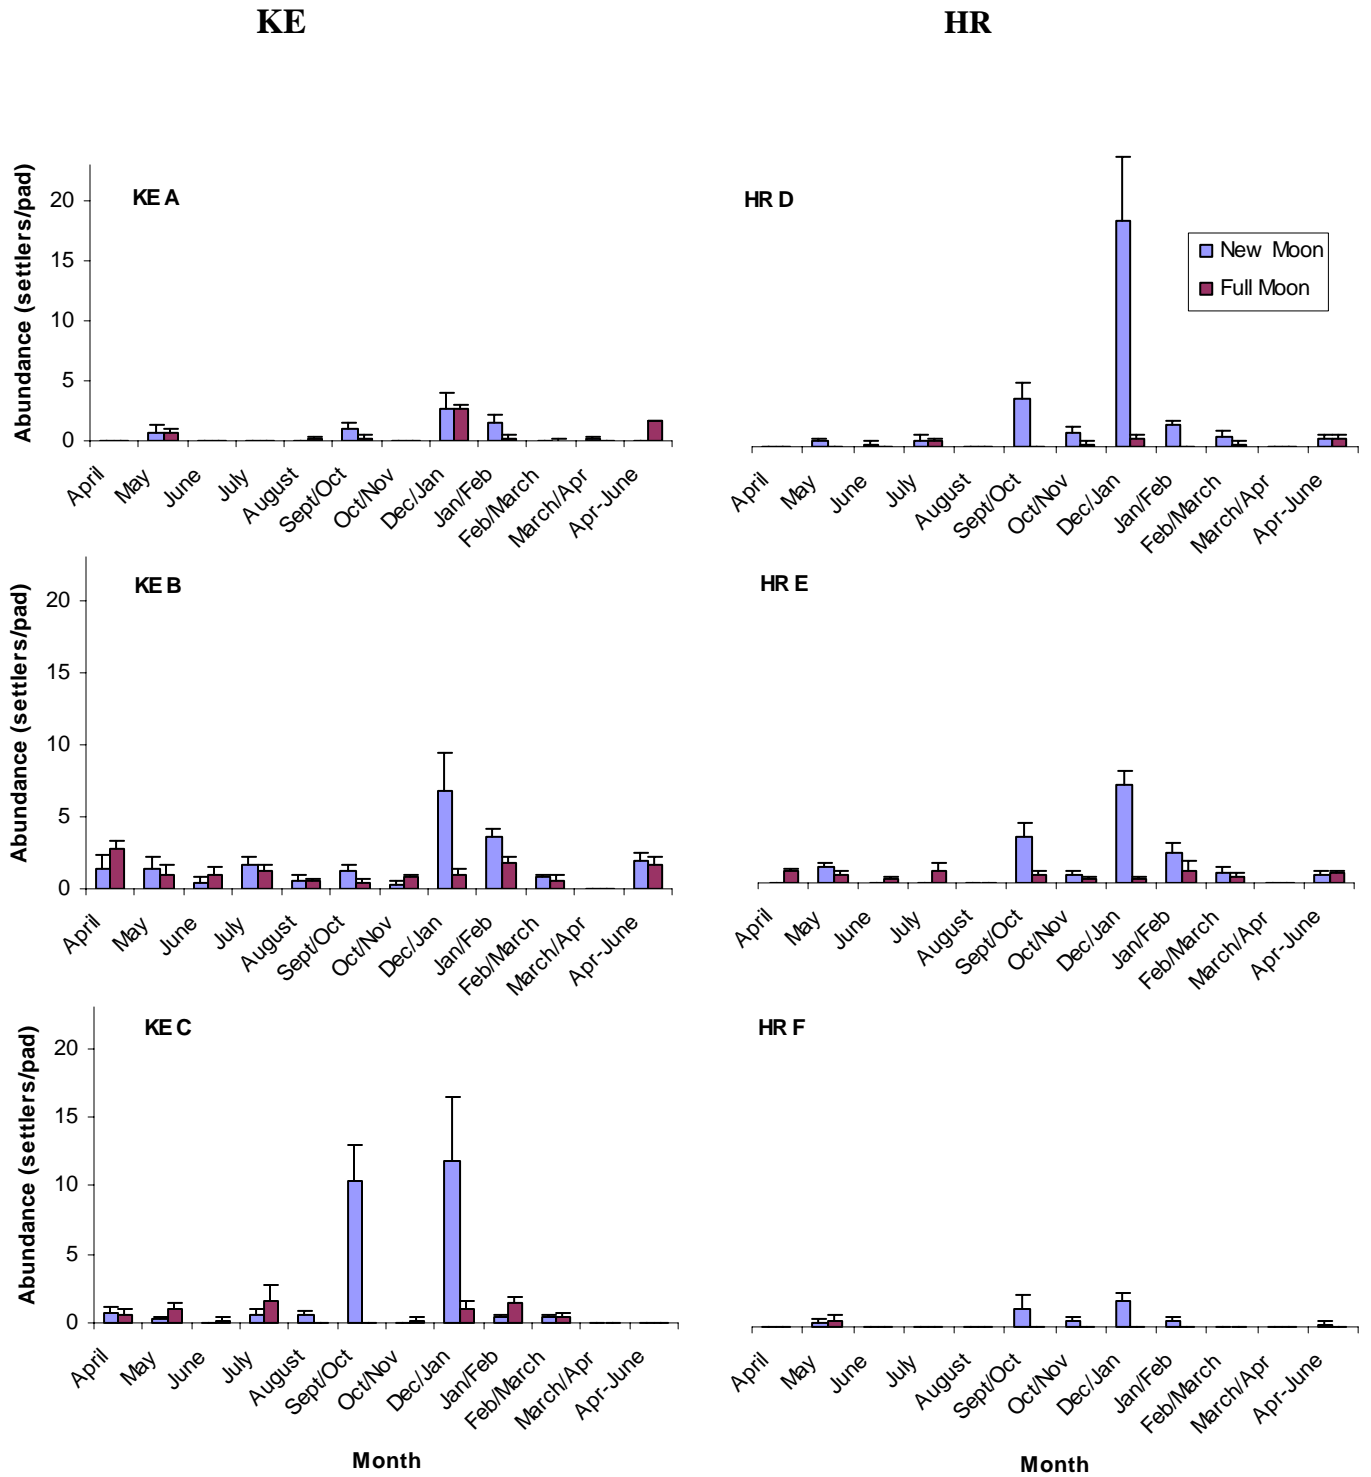 KE
HR
KE A
Abundance (settlers/pad)
20
15
10
5
0
April
May
June
July
August
Sept/Oct
Oct/Nov
Dec/Jan
Jan/Feb
Feb/March
March/Apr
Apr-June
HR D
New Moon
Full Moon
April
May
June
July
August
Sept/Oct
Oct/Nov
Dec/Jan
Jan/Feb
Feb/March
March/Apr
Apr-June
KE B
Abundance (settlers/pad)
20
15
10
5
0
April
May
June
July
August
Sept/Oct
Oct/Nov
Dec/Jan
Jan/Feb
Feb/March
March/Apr
Apr-June
HR E
April
May
June
July
August
Sept/Oct
Oct/Nov
Dec/Jan
Jan/Feb
Feb/March
March/Apr
Apr-June
KE C
Abundance (settlers/pad)
20
15
10
5
0
April
May
June
July
August
Sept/Oct
Oct/Nov
Dec/Jan
Jan/Feb
Feb/March
March/Apr
Apr-June
Month
HR F
April
May
June
July
August
Sept/Oct
Oct/Nov
Dec/Jan
Jan/Feb
Feb/March
March/Apr
Apr-June
Month